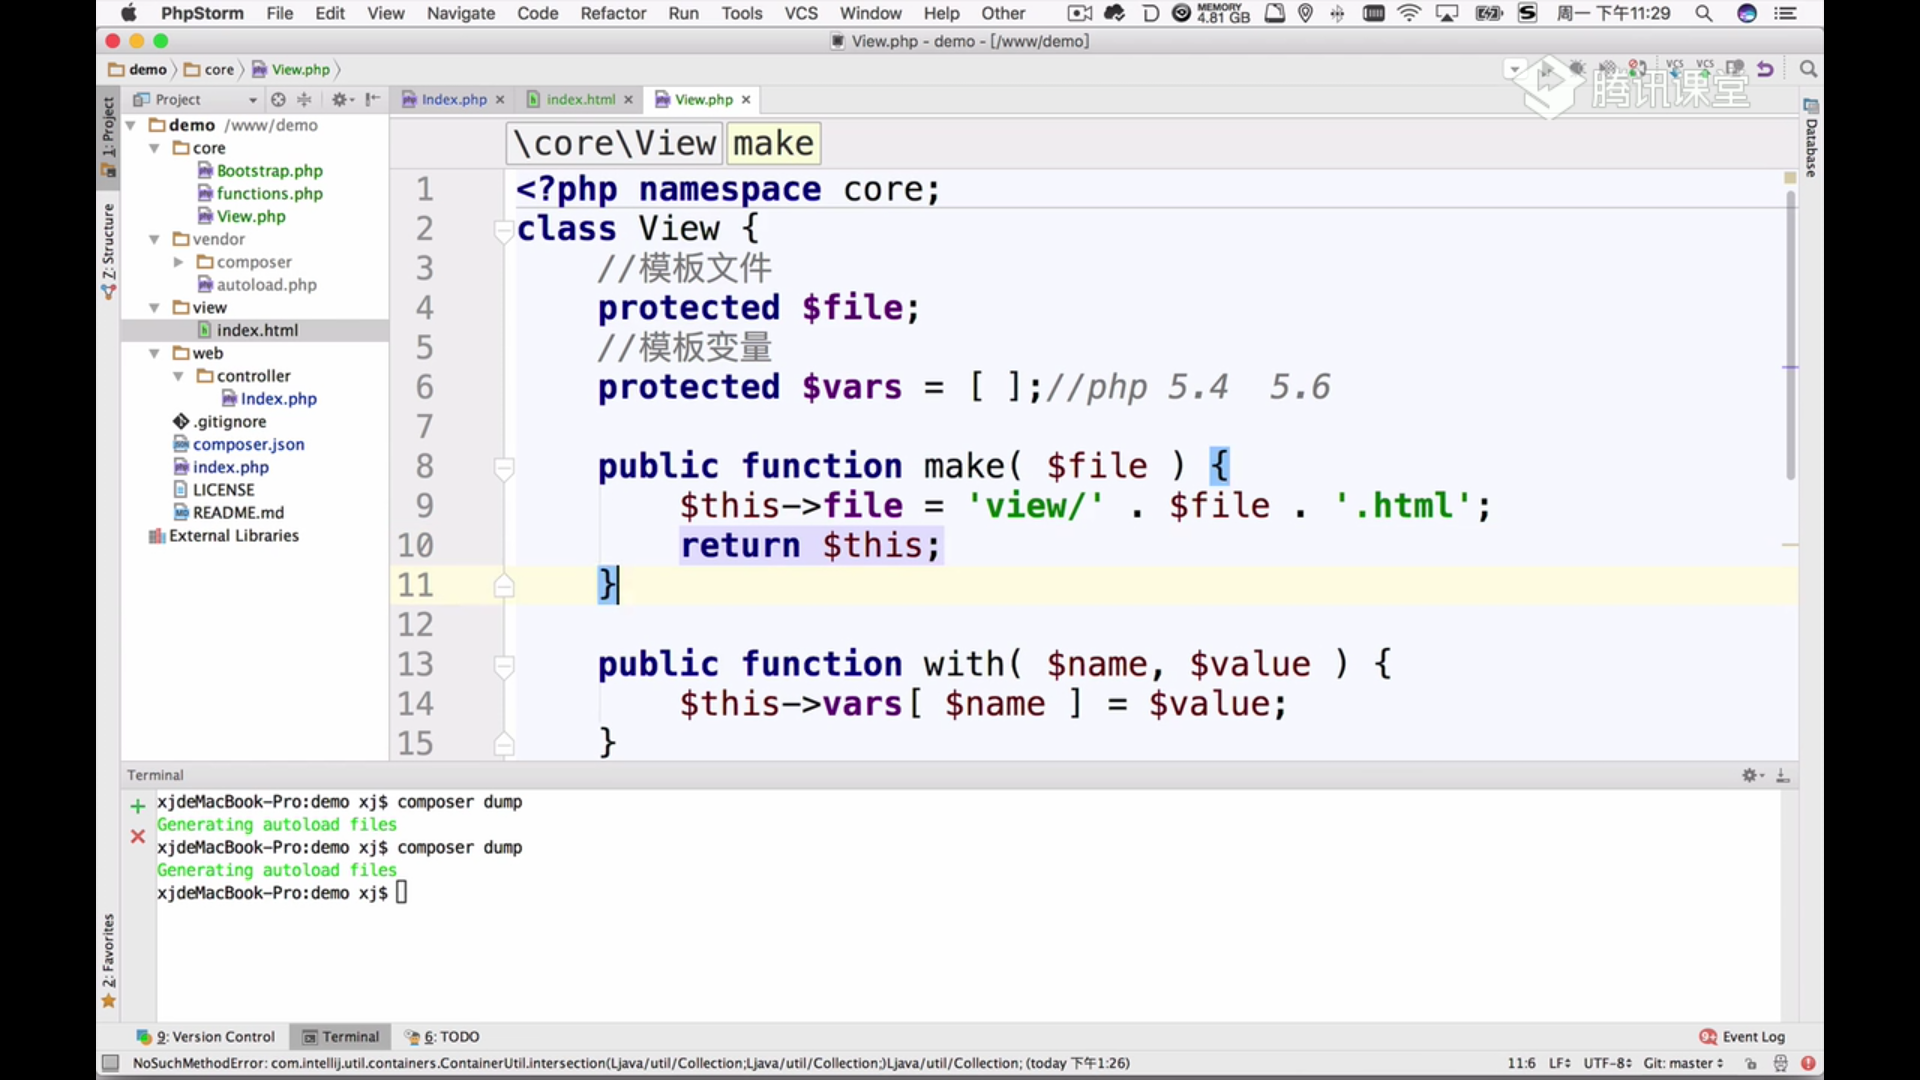 PhpStorm File Edit View Navigate Code Refactor Run Tools VCS Window Help Other MEMORY 4.81 GB 周一 下午11:29
View.php - demo - [/www/demo]
demo core View.php
腾讯课堂
Project
Index.php index.html View.php
1: Project
Z: Structure
2: Favorites
Database
demo /www/demo
core
Bootstrap.php
functions.php
View.php
vendor
composer
autoload.php
view
index.html
web
controller
Index.php
.gitignore
composer.json
index.php
LICENSE
README.md
External Libraries
\core\View make
1 <?php namespace core;
2 class View {
3 //模板文件
4 protected $file;
5 //模板变量
6 protected $vars = [ ];//php 5.4  5.6
7
8 public function make( $file ) {
9 $this->file = 'view/' . $file . '.html';
10 return $this;
11 }
12
13 public function with( $name, $value ) {
14 $this->vars[ $name ] = $value;
15 }
Terminal
xjdeMacBook-Pro:demo xj$ composer dump
Generating autoload files
xjdeMacBook-Pro:demo xj$ composer dump
Generating autoload files
xjdeMacBook-Pro:demo xj$
9: Version Control Terminal 6: TODO Event Log
NoSuchMethodError: com.intellij.util.containers.ContainerUtil.intersection(Ljava/util/Collection;Ljava/util/Collection;)Ljava/util/Collection; (today 下午1:26) 11:6 LF UTF-8 Git: master